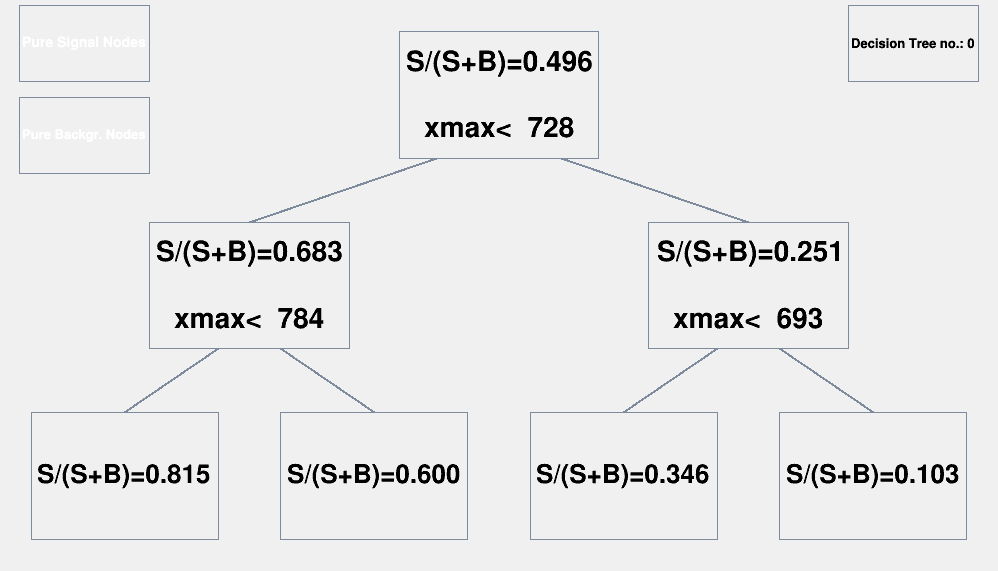 Pure Signal Nodes
Pure Backgr. Nodes
Decision Tree no.: 0
S/(S+B)=0.496
xmax< 728
S/(S+B)=0.683
xmax< 784
S/(S+B)=0.251
xmax< 693
S/(S+B)=0.815
S/(S+B)=0.600
S/(S+B)=0.346
S/(S+B)=0.103